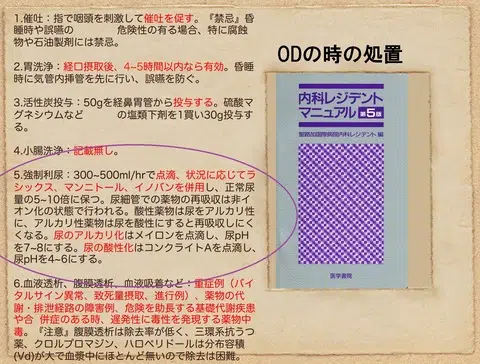 1.催吐：指で咽頭を刺激して催吐を促す。『禁忌』昏
睡時や誤嚥の　　　　危険性の有る場合、特に腐蝕
物や石油製剤には禁忌。
2.胃洗浄：経口摂取後、4~5時間以内なら有効。昏睡
時に気管内挿管を先に行い、誤嚥を防ぐ。
3.活性炭投与：50gを経鼻胃管から投与する。硫酸マ
グネシウムなど　　　の塩類下剤を1買い30g投与す
る。
4.小腸洗浄：記載無し。
5.強制利尿：300~500ml/hrで点滴、状況に応じてラ
シックス、マンニトール、イノバンを併用し、正常尿
量の5~10倍に保つ。尿細管での薬物の再吸収は非イ
オン化の状態で行われる。酸性薬物は尿をアルカリ性
に、アルカリ性薬物は尿を酸性にすると再吸収しにく
くなる。尿のアルカリ化はメイロンを点滴し、尿pH
を7~8にする。尿の酸性化はコンクライトAを点滴し、
尿pHを4~6にする。
6.血液透析、腹膜透析、血液吸着など：重症例（バイ
タルサイン異常、致死量摂取、進行例）、薬物の代
謝・排泄経路の障害例、危険を助長する基礎代謝疾患
や合 併症のある時、遅発性に毒性を発現する薬物中
毒。『注意』腹膜透析は除去率が低く、三環系抗うつ
薬、クロルプロマジン、ハロペリドールは分布容積
(Vd)が大で血漿中にほとんど無いので除去は困難。
ODの時の処置
内科レジデント
マニュアル 第5版
聖路加国際病院内科レジデント 編
医学書院